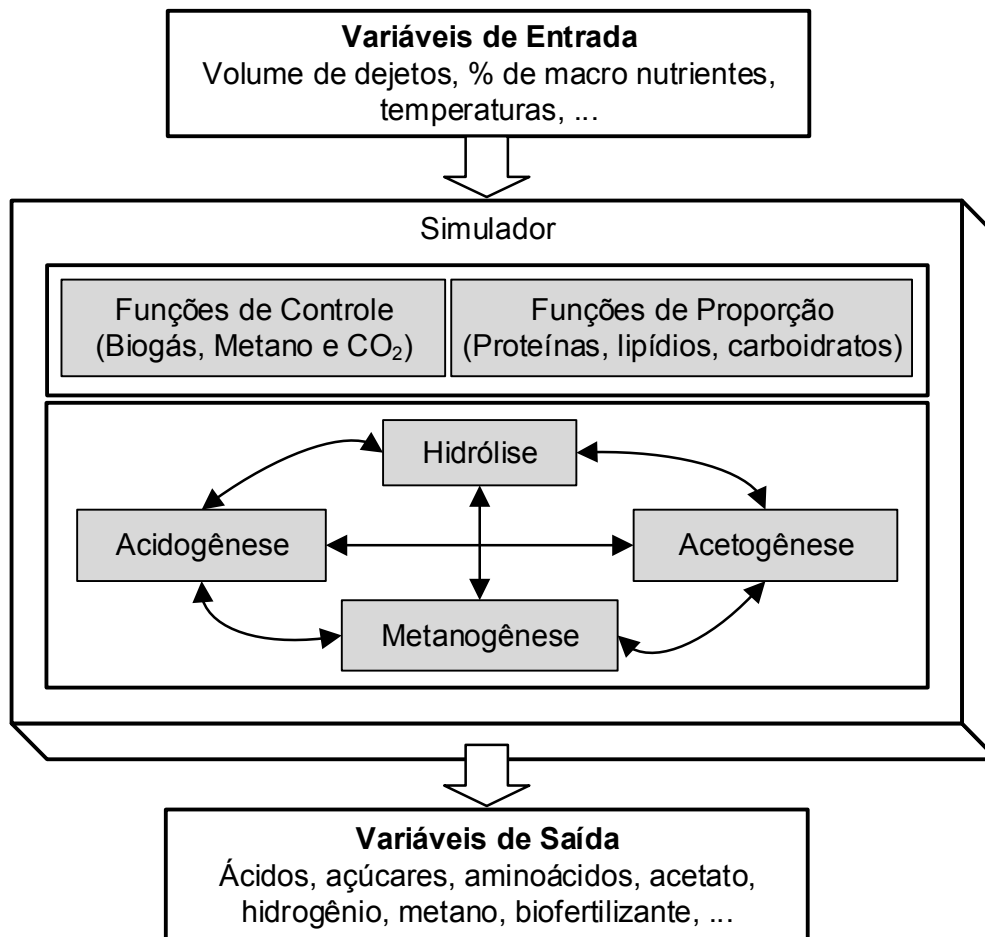 Variáveis de Entrada
Volume de dejetos, % de macro nutrientes,
temperaturas, ...
Simulador
Funções de Controle
(Biogás, Metano e CO₂)
Funções de Proporção
(Proteínas, lipídios, carboidratos)
Hidrólise
Acidogênese
Acetogênese
Metanogênese
Variáveis de Saída
Ácidos, açúcares, aminoácidos, acetato,
hidrogênio, metano, biofertilizante, ...